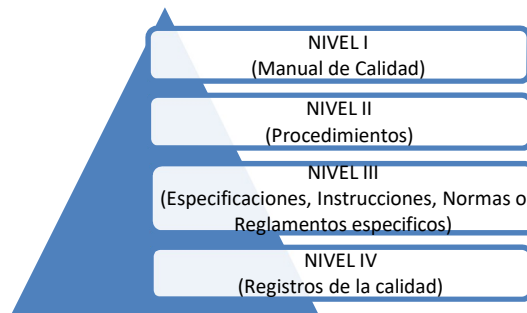 NIVEL I
(Manual de Calidad)
NIVEL II
(Procedimientos)
NIVEL III
(Especificaciones, Instrucciones, Normas o
Reglamentos especificos)
NIVEL IV
(Registros de la calidad)